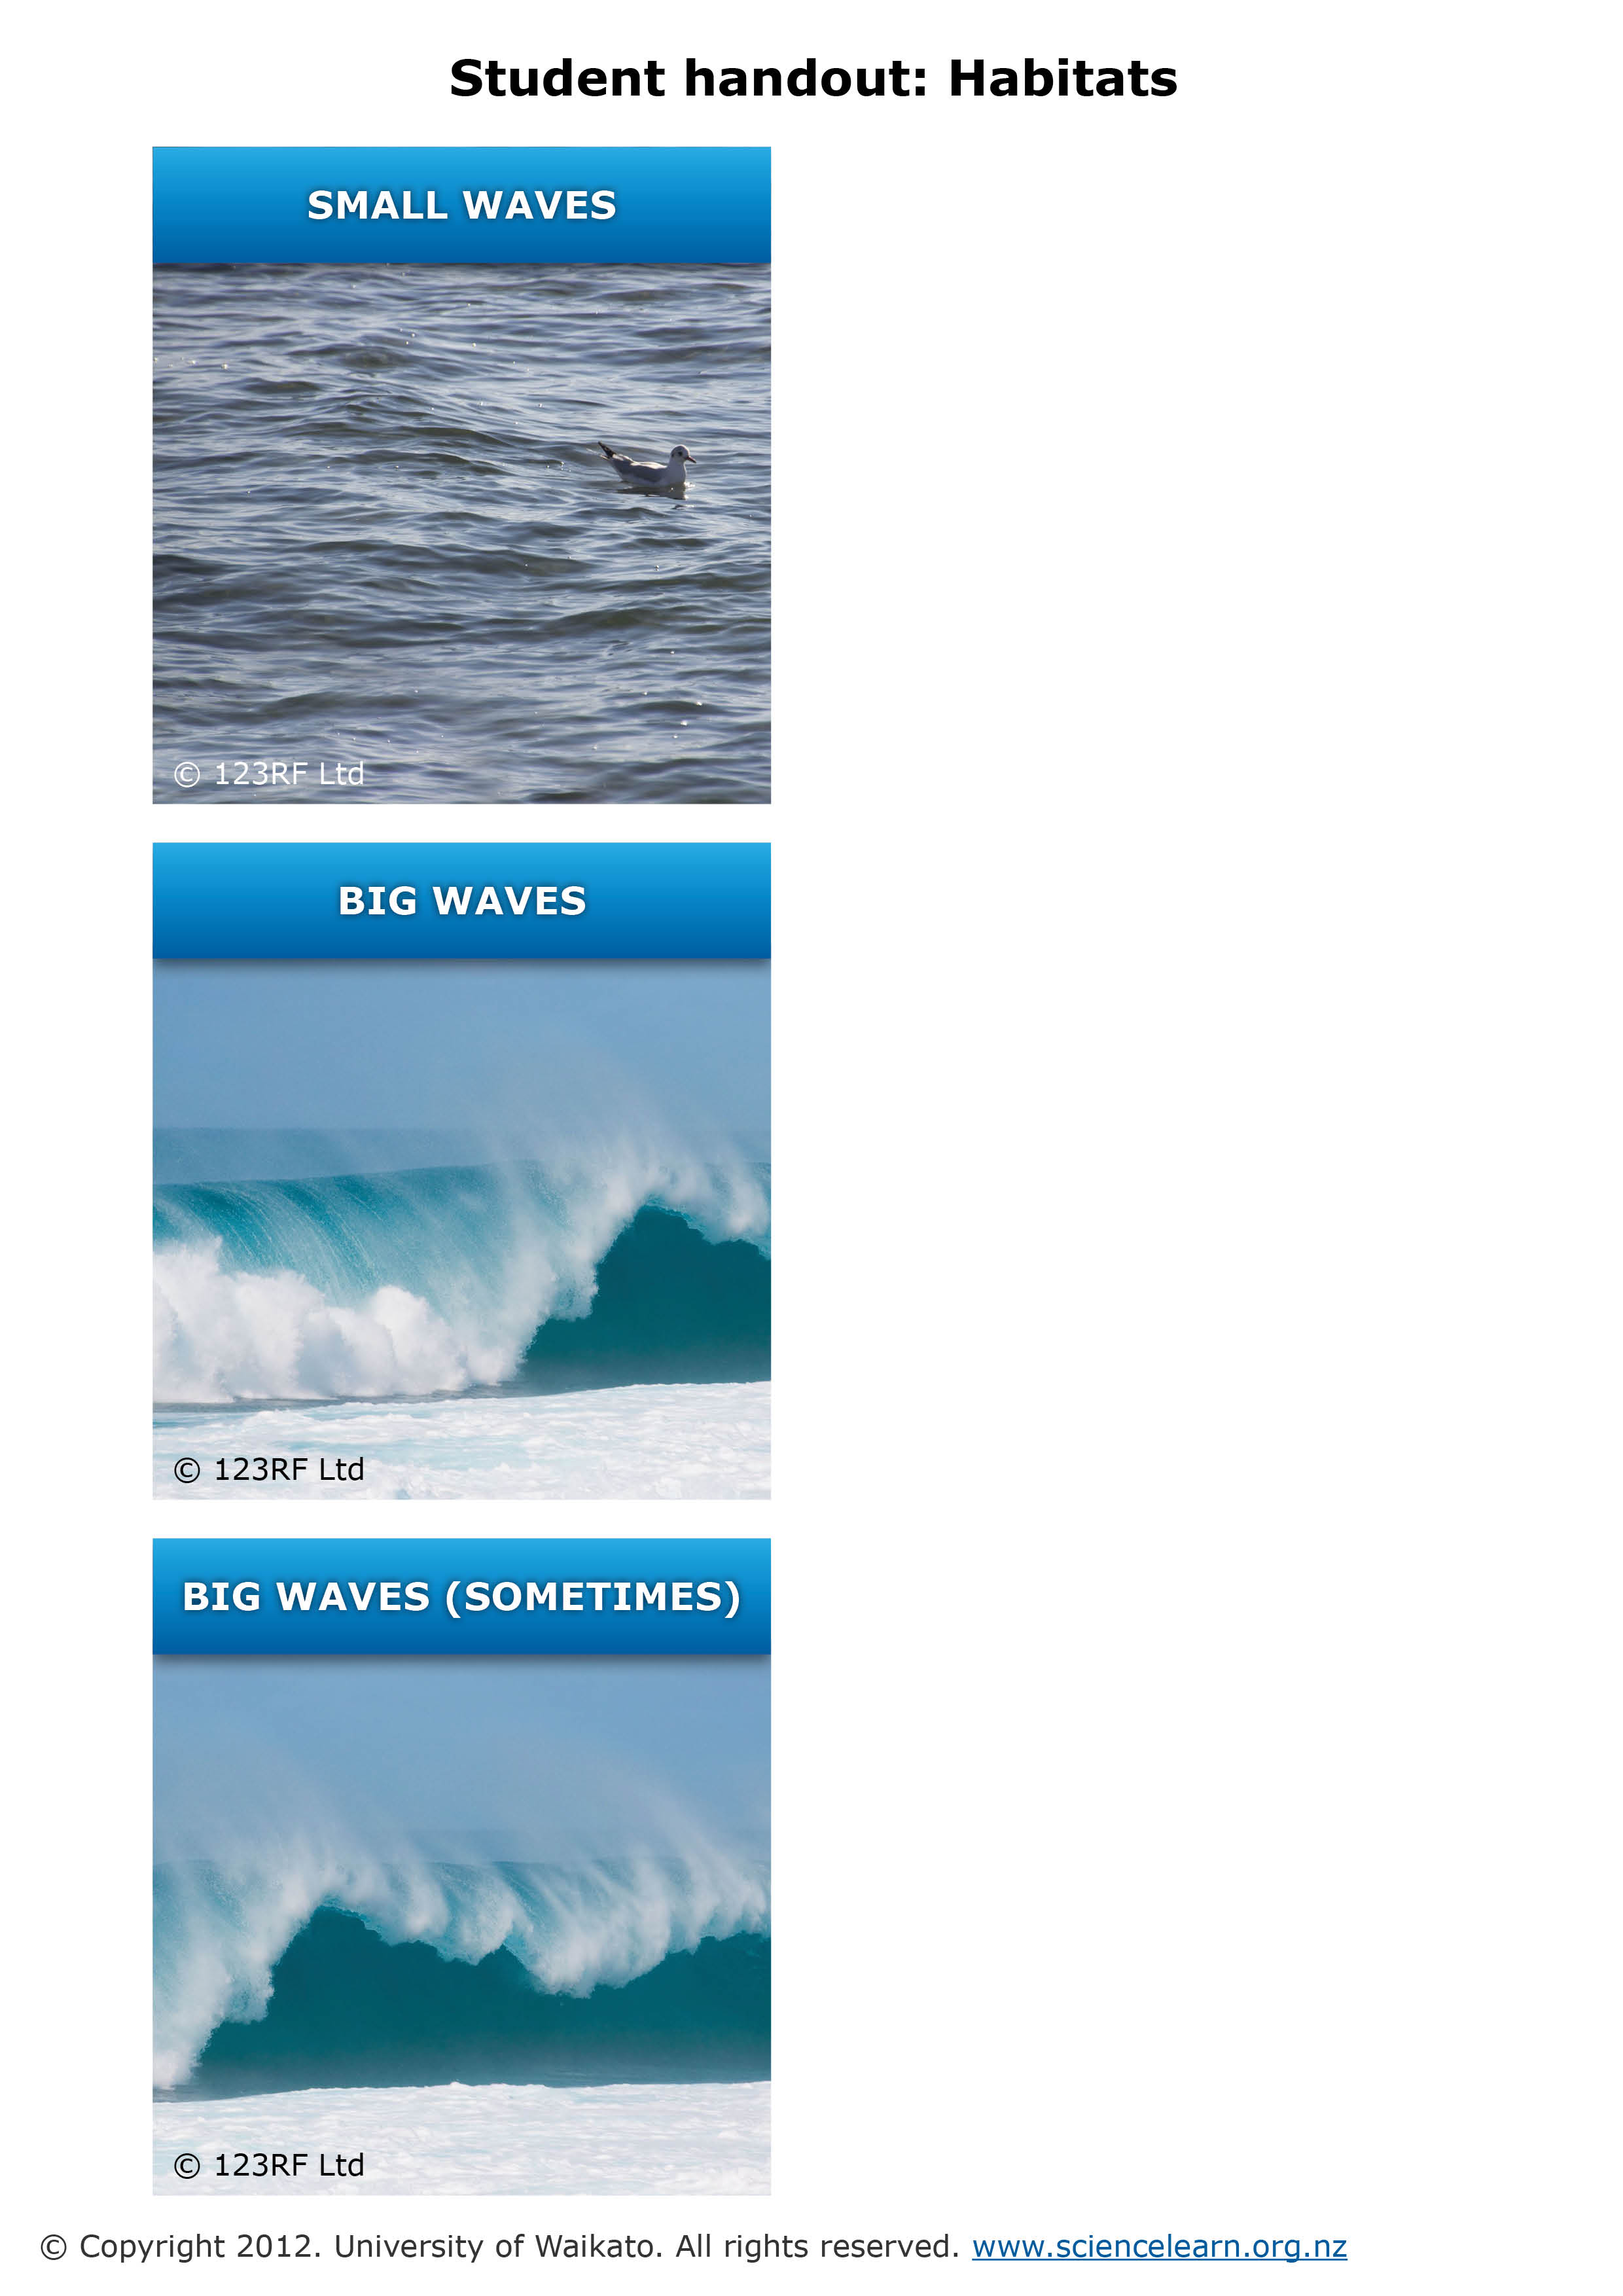 Student handout: Habitats
SMALL WAVES
© 123RF Ltd
BIG WAVES
© 123RF Ltd
BIG WAVES (SOMETIMES)
© 123RF Ltd
© Copyright 2012. University of Waikato. All rights reserved. www.sciencelearn.org.nz